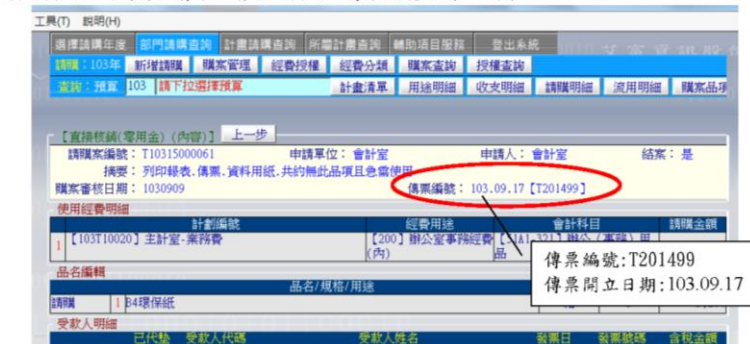 工具(T) 說明(H)
選擇請購年度 部門請購查詢 計畫請購查詢 所屬計畫查詢 輔助項目服務 登出系統
請購：103年 新增請購 購案管理 經費授權 經費分類 購案查詢 授權查詢
查詢：預算 103 請下拉選擇預算 計畫清單 用途明細 收支明細 請購明細 流用明細 購案品項
【直接核銷(零用金)(內容)】 上一步
請購案編號：T10315000061 申請單位：會計室 申請人：會計室 結案：是
摘要：列印報表、傳票、資料用紙,共約無此品項且急需使用
購案審核日期：1030909 傳票編號：103.09.17【T201499】
使用經費明細
計劃編號 經費用途 會計科目 請購金額
1 【103T10020】主計室-業務費 【200】辦公室事務經費(內)
品
傳票編號:T201499
傳票開立日期:103.09.17
品名編輯
品名/規格/用途
請購 1 B4環保紙
受款人明細
已代墊 受款人代碼 受款人姓名 發票日 發票號碼 含稅金額